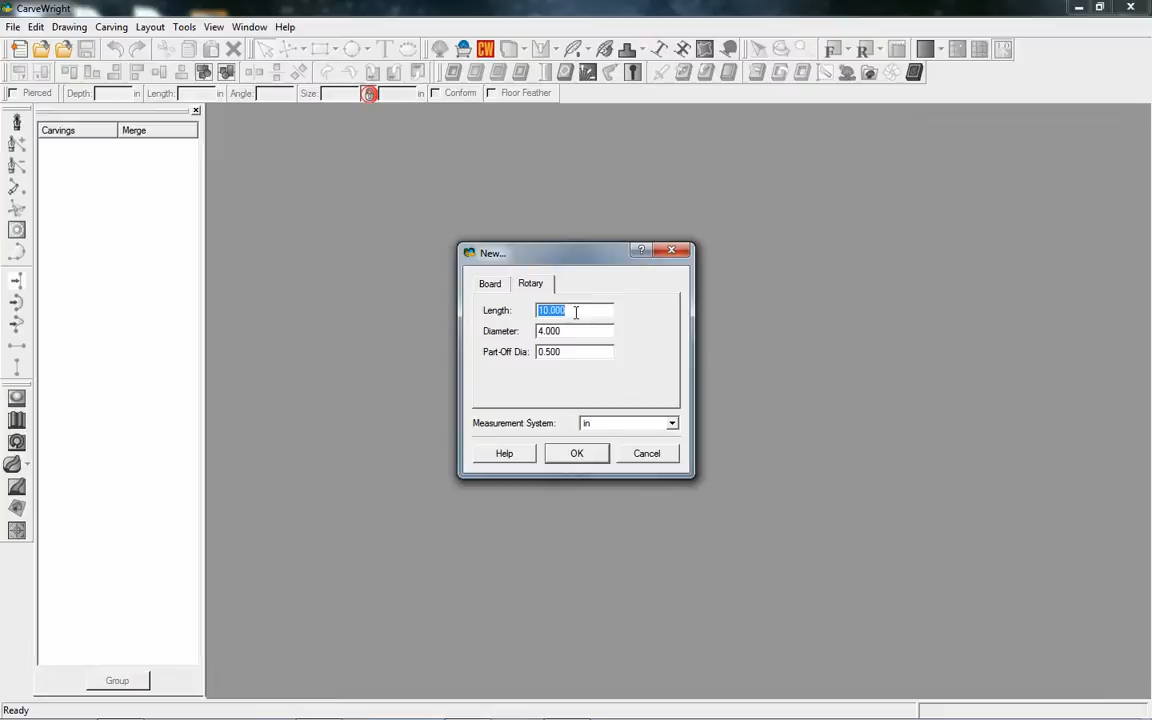 CarveWright
File Edit Drawing Carving Layout Tools View Window Help
CW F R
Pierced Depth: in Length: in Angle: Size: in Conform Floor Feather
Carvings Merge
New...
Board Rotary
Length: 10.000
Diameter: 4.000
Part-Off Dia: 0.500
Measurement System: in
Help OK Cancel
Group
Ready